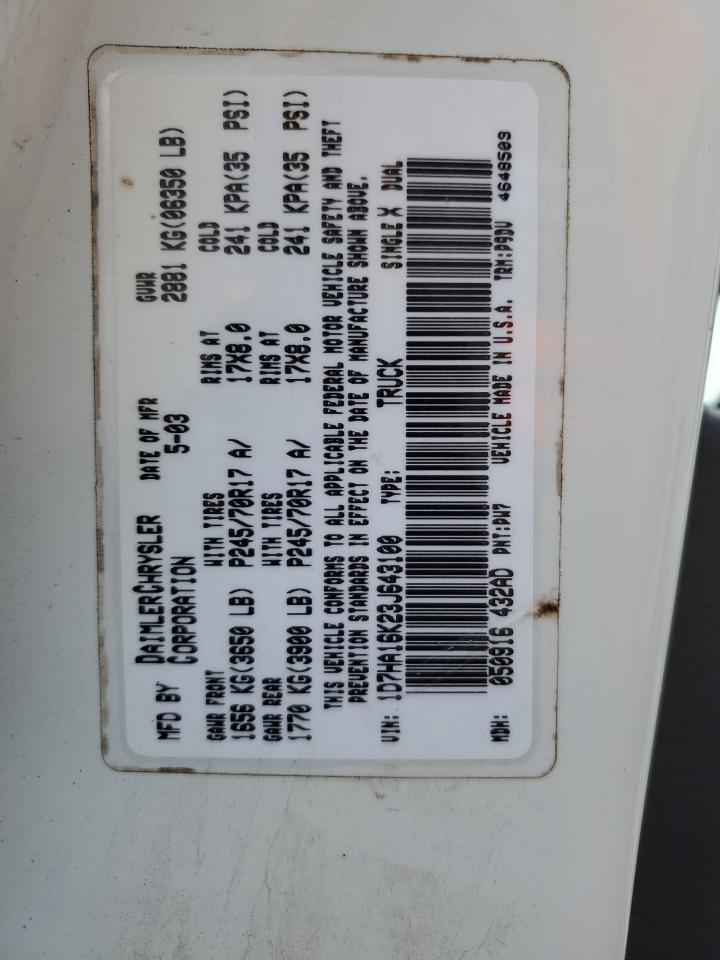 MFD BY DAIMLERCHRYSLER CORPORATION DATE OF MFR 5-03 GVWR 2881 KG(06350 LB)
GAWR FRONT WITH TIRES RIMS AT COLD
1656 KG(3650 LB) P245/70R17 A/ 17X8.0 241 KPA(35 PSI)
GAWR REAR WITH TIRES RIMS AT COLD
1770 KG(3900 LB) P245/70R17 A/ 17X8.0 241 KPA(35 PSI)
THIS VEHICLE CONFORMS TO ALL APPLICABLE FEDERAL MOTOR VEHICLE SAFETY AND THEFT
PREVENTION STANDARDS IN EFFECT ON THE DATE OF MANUFACTURE SHOWN ABOVE.
VIN: 1D7HA16K23J643100 TYPE: TRUCK SINGLE X DUAL
MDH: 050916 432AD PNT:PW7 VEHICLE MADE IN U.S.A. TRM:P9DV 4648503